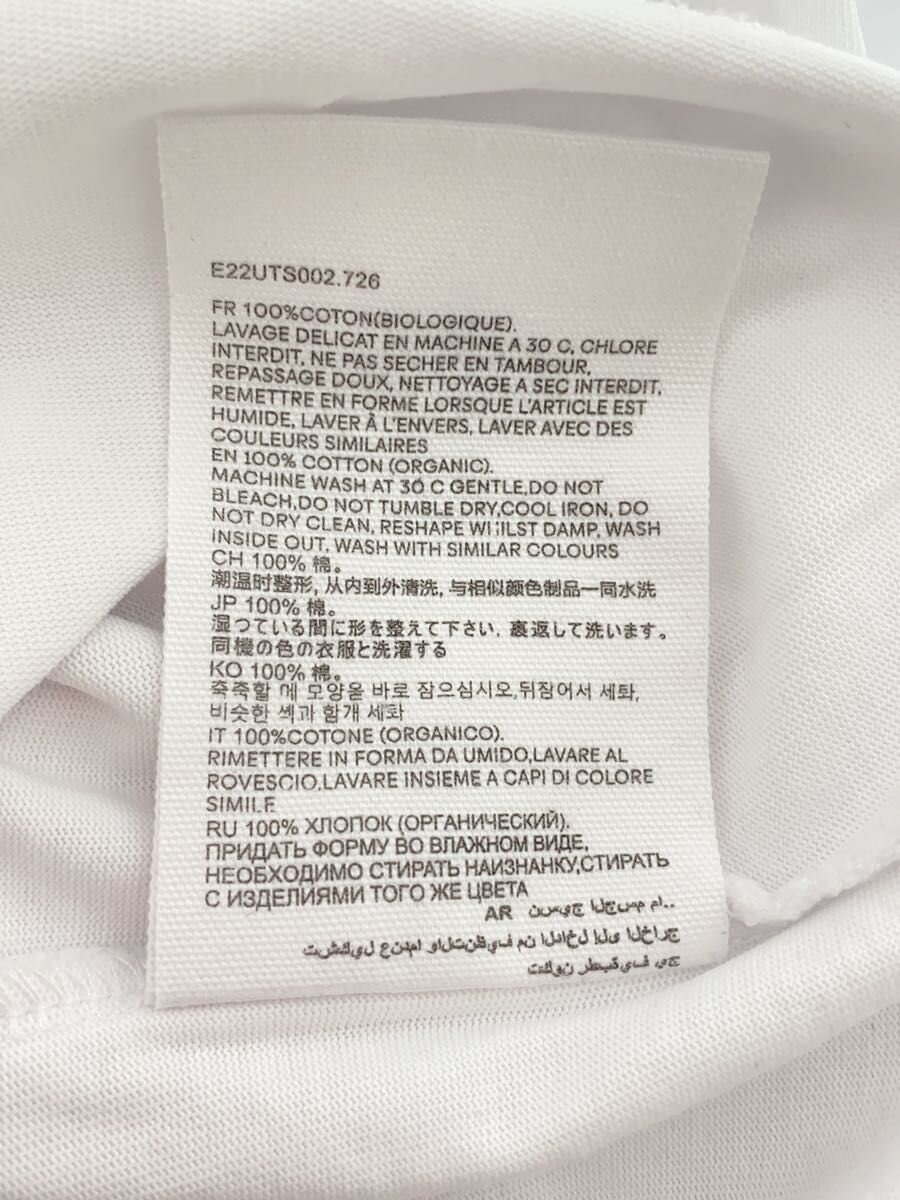 E22UTS002.726
FR 100%COTON(BIOLOGIQUE).
LAVAGE DELICAT EN MACHINE A 30 C, CHLORE
INTERDIT, NE PAS SECHER EN TAMBOUR,
REPASSAGE DOUX, NETTOYAGE A SEC INTERDIT,
REMETTRE EN FORME LORSQUE L'ARTICLE EST
HUMIDE, LAVER À L'ENVERS, LAVER AVEC DES
COULEURS SIMILAIRES
EN 100% COTTON (ORGANIC).
MACHINE WASH AT 30 C GENTLE,DO NOT
BLEACH,DO NOT TUMBLE DRY,COOL IRON, DO
NOT DRY CLEAN, RESHAPE WHILST DAMP, WASH
INSIDE OUT, WASH WITH SIMILAR COLOURS
CH 100% 棉。
潮温时整形, 从内到外清洗, 与相似颜色制品一同水洗
JP 100% 棉。
湿つている間に形を整えて下さい, 裏返して洗います。
同機の色の衣服と洗濯する
KO 100% 棉。
축축할 메 모양울 바로 잠으십시오,뒤잠어서 세톼,
비슷한 섹과 함개 세톼
IT 100%COTONE (ORGANICO).
RIMETTERE IN FORMA DA UMIDO,LAVARE AL
ROVESCIO,LAVARE INSIEME A CAPI DI COLORE
SIMILE
RU 100% ХЛОПОК (ОРГАНИЧЕСКИЙ).
ПРИДАТЬ ФОРМУ ВО ВЛАЖНОМ ВИДЕ,
НЕОБХОДИМО СТИРАТЬ НАИЗНАНКУ,СТИРАТЬ
С ИЗДЕЛИЯМИ ТОГО ЖЕ ЦВЕТА
AR